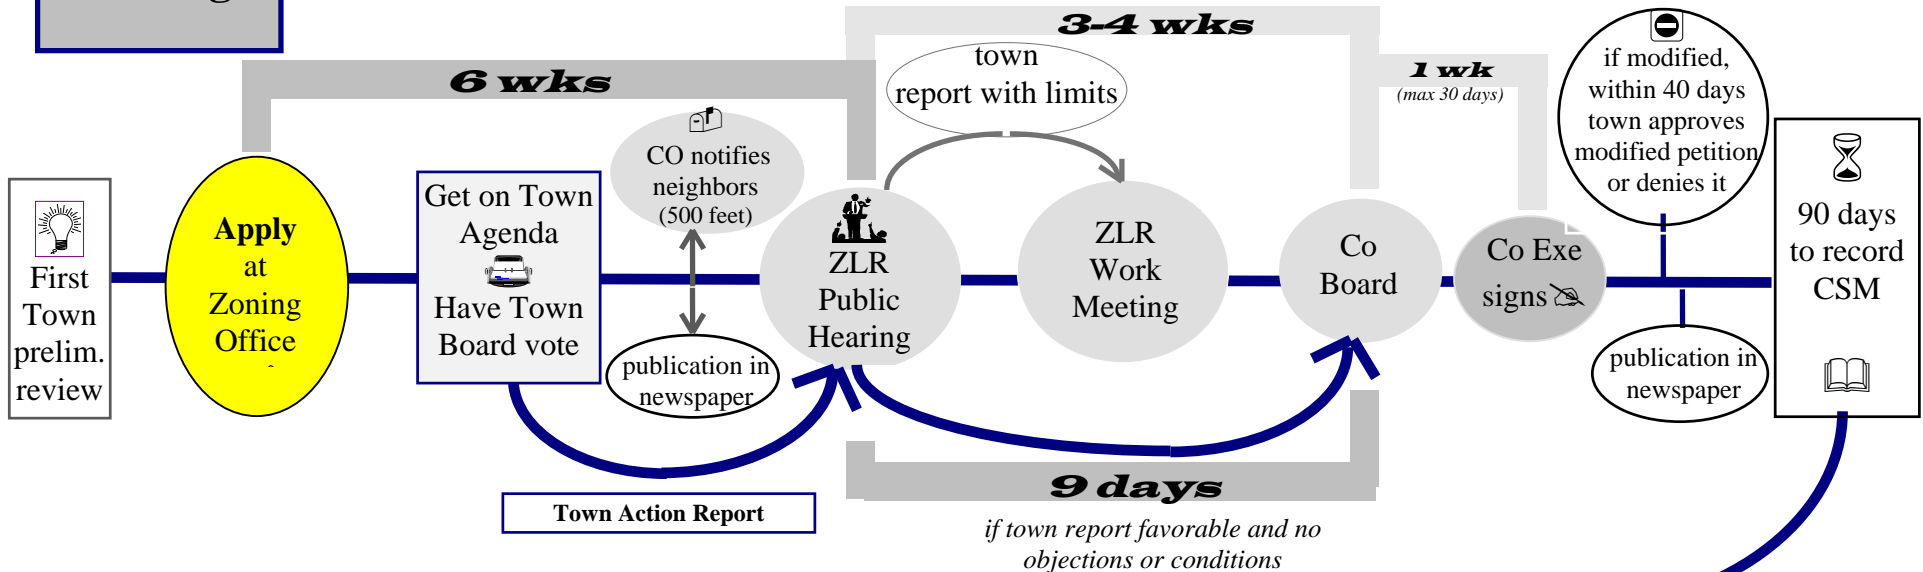 3-4 wks
6 wks
1 wk
(max 30 days)
town
report with limits
if modified,
within 40 days
town approves
modified petition
or denies it
First
Town
prelim.
review
Apply
at
Zoning
Office
Get on Town
Agenda
Have Town
Board vote
CO notifies
neighbors
(500 feet)
publication in
newspaper
ZLR
Public
Hearing
ZLR
Work
Meeting
Co
Board
Co Exe
signs
publication in
newspaper
90 days
to record
CSM
Town Action Report
9 days
if town report favorable and no
objections or conditions